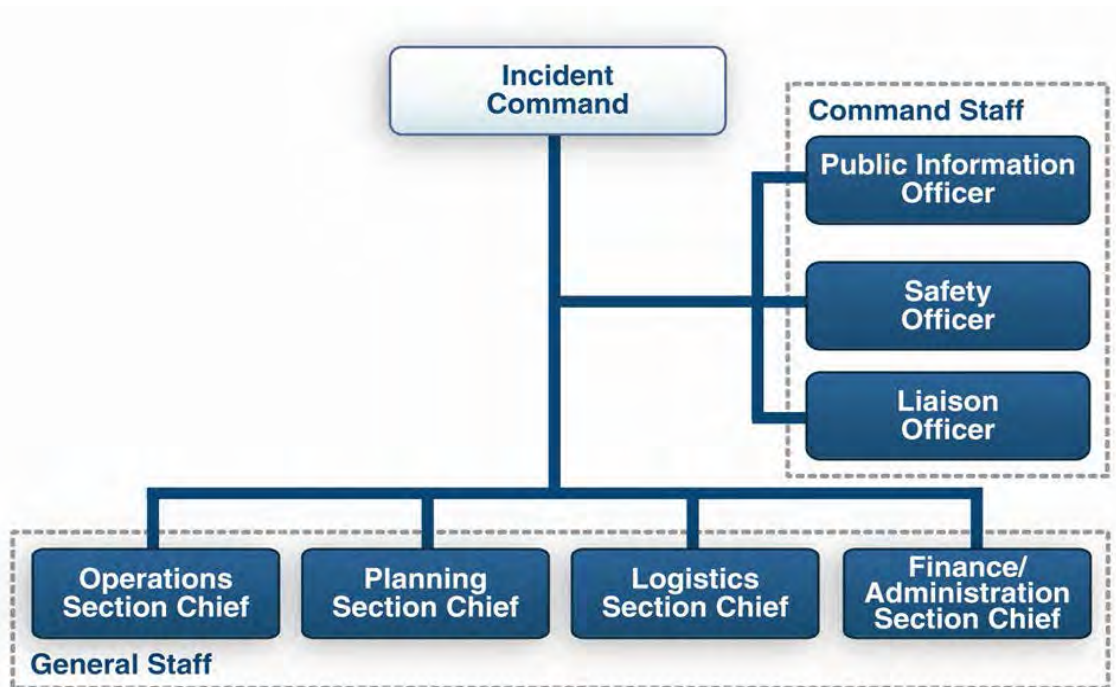 Incident
Command
Command Staff
Public Information
Officer
Safety
Officer
Liaison
Officer
Operations
Section Chief
Planning
Section Chief
Logistics
Section Chief
Finance/
Administration
Section Chief
General Staff